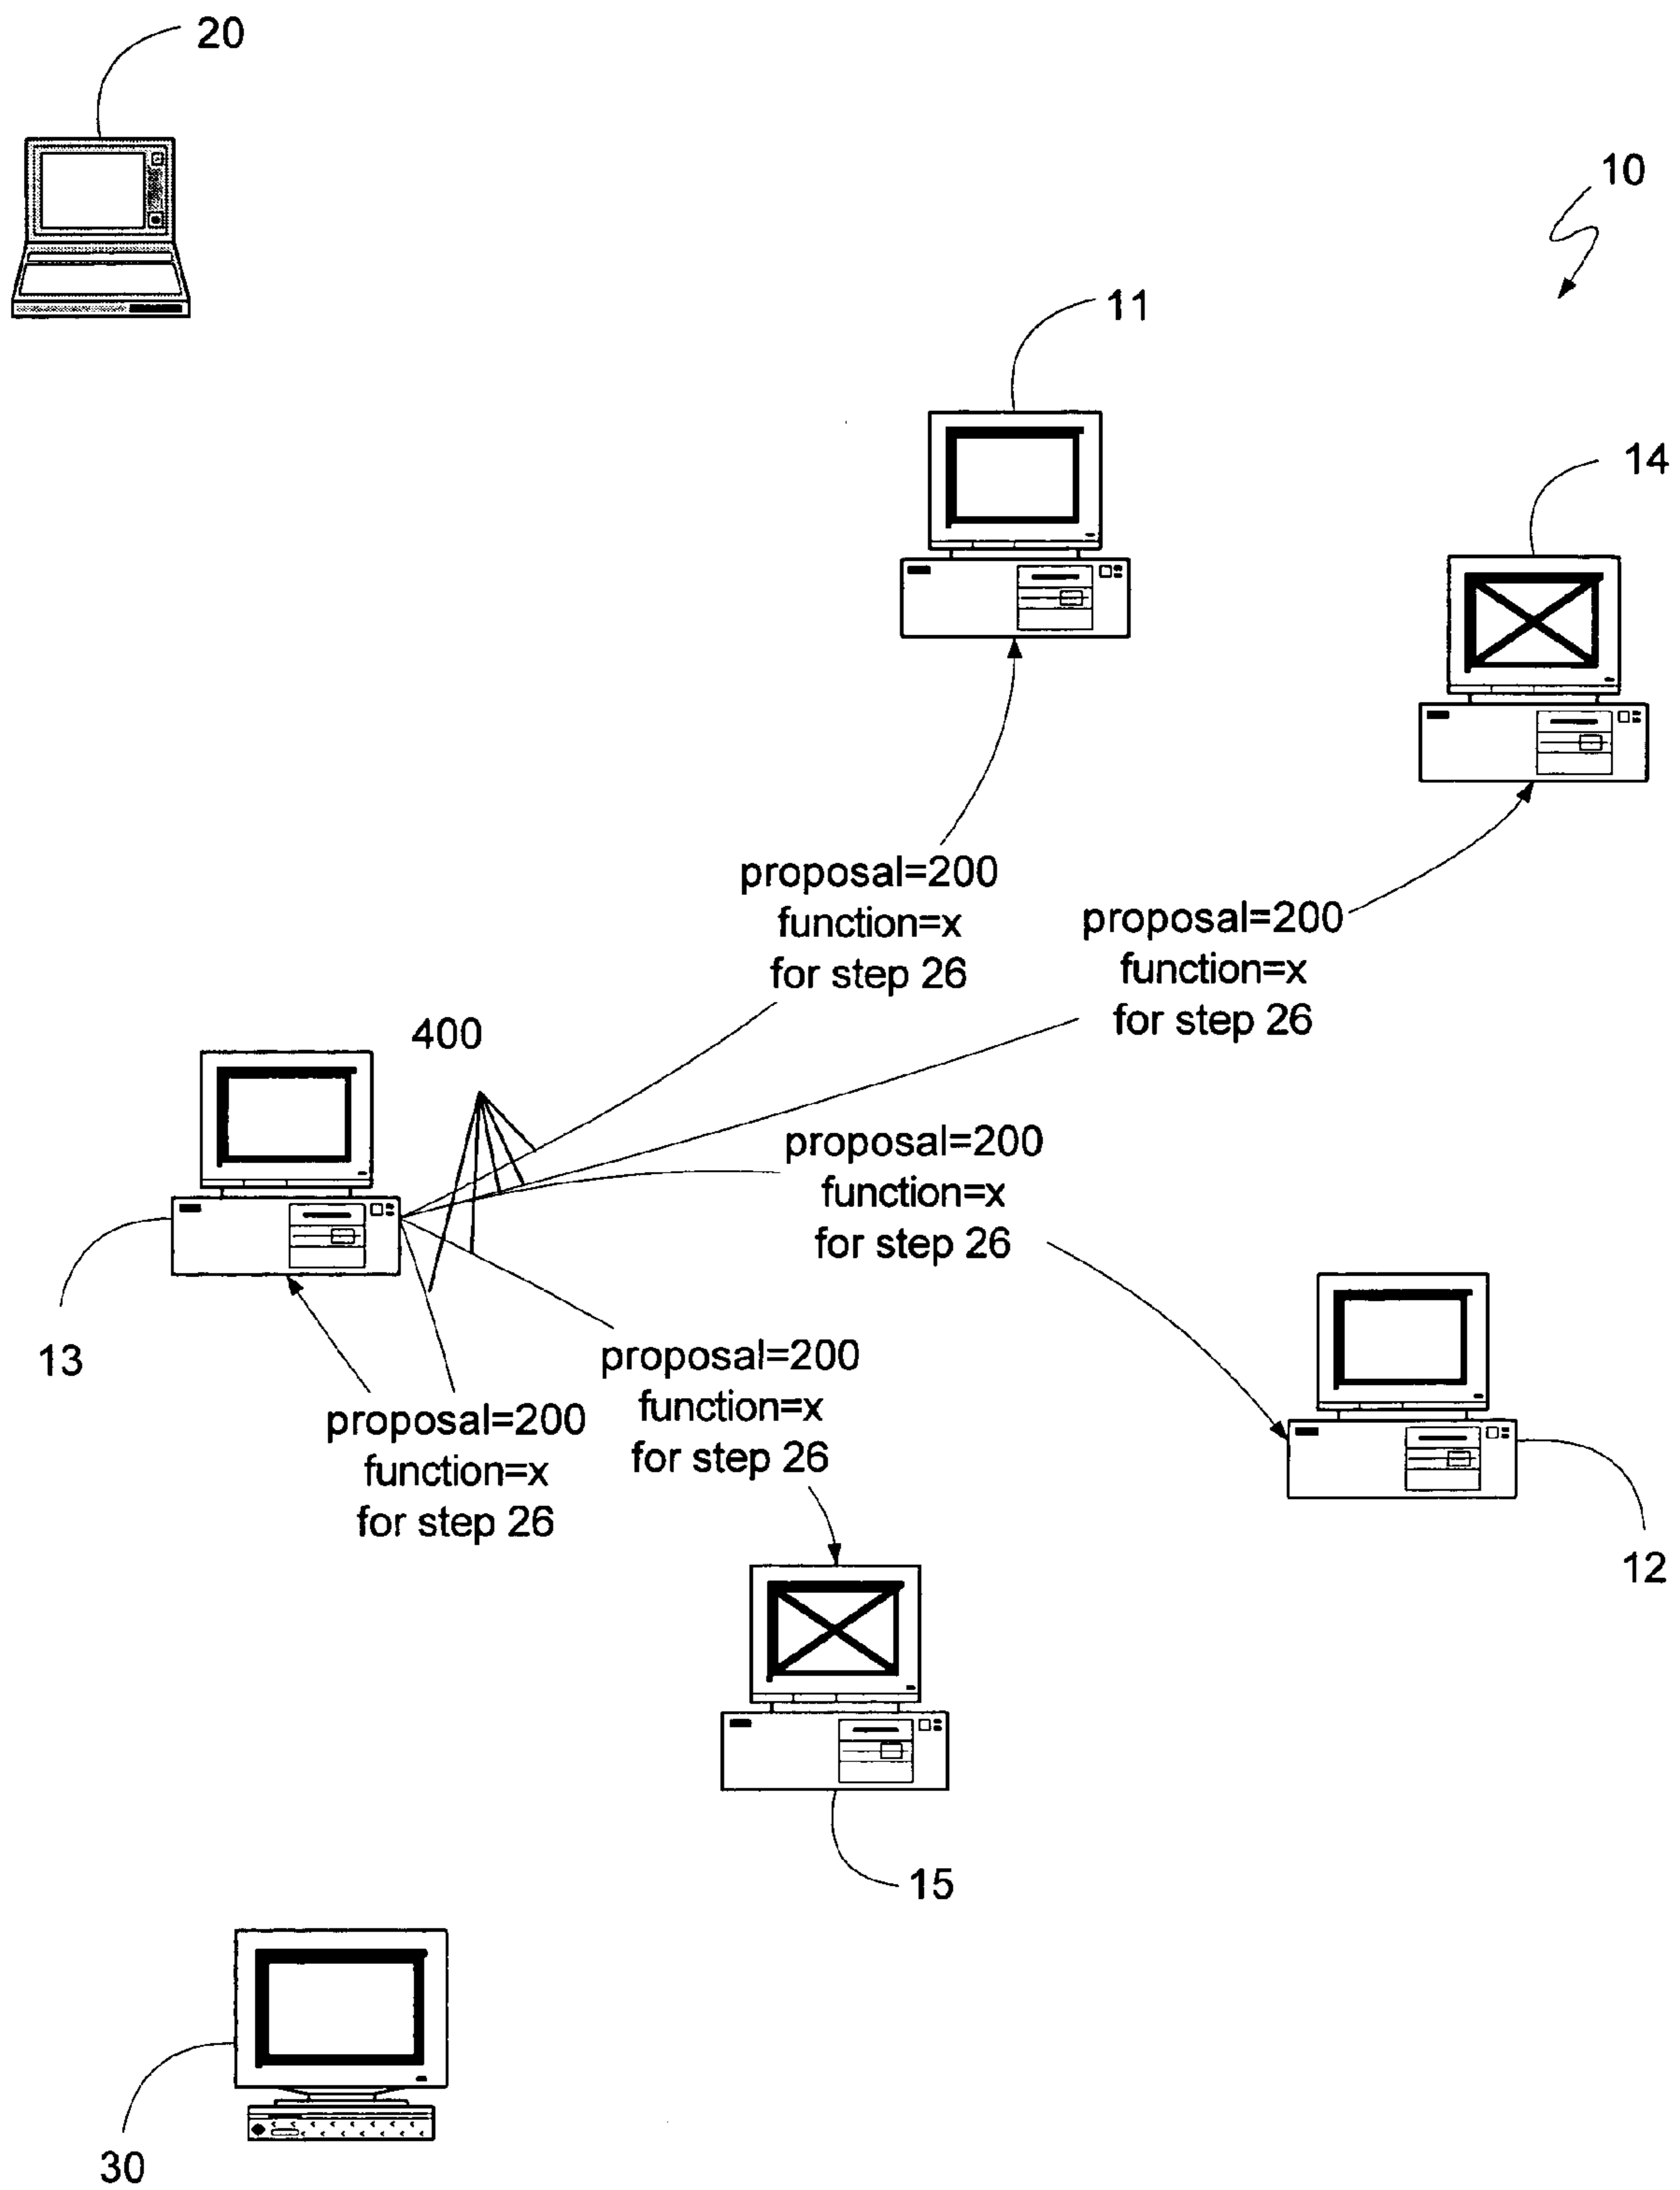 20
10
11
14
proposal=200
function=x
for step 26
proposal=200
function=x
for step 26
400
proposal=200
function=x
for step 26
13
proposal=200
function=x
for step 26
proposal=200
function=x
for step 26
12
15
30